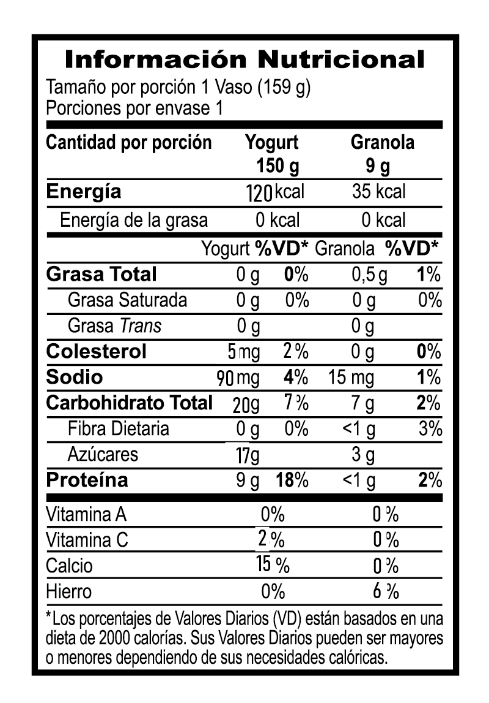 Información Nutricional
Tamaño por porción 1 Vaso (159 g)
Porciones por envase 1
Cantidad por porción Yogurt Granola
150 g 9 g
Energía 120 kcal 35 kcal
Energía de la grasa 0 kcal 0 kcal
Yogurt %VD* Granola %VD*
Grasa Total 0 g 0% 0,5 g 1%
Grasa Saturada 0 g 0% 0 g 0%
Grasa Trans 0 g 0 g
Colesterol 5 mg 2 % 0 g 0%
Sodio 90 mg 4% 15 mg 1%
Carbohidrato Total 20g 7 % 7 g 2%
Fibra Dietaria 0 g 0% <1 g 3%
Azúcares 17g 3 g
Proteína 9 g 18% <1 g 2%
Vitamina A 0% 0 %
Vitamina C 2 % 0 %
Calcio 15 % 0 %
Hierro 0% 6 %
*Los porcentajes de Valores Diarios (VD) están basados en una
dieta de 2000 calorías. Sus Valores Diarios pueden ser mayores
o menores dependiendo de sus necesidades calóricas.